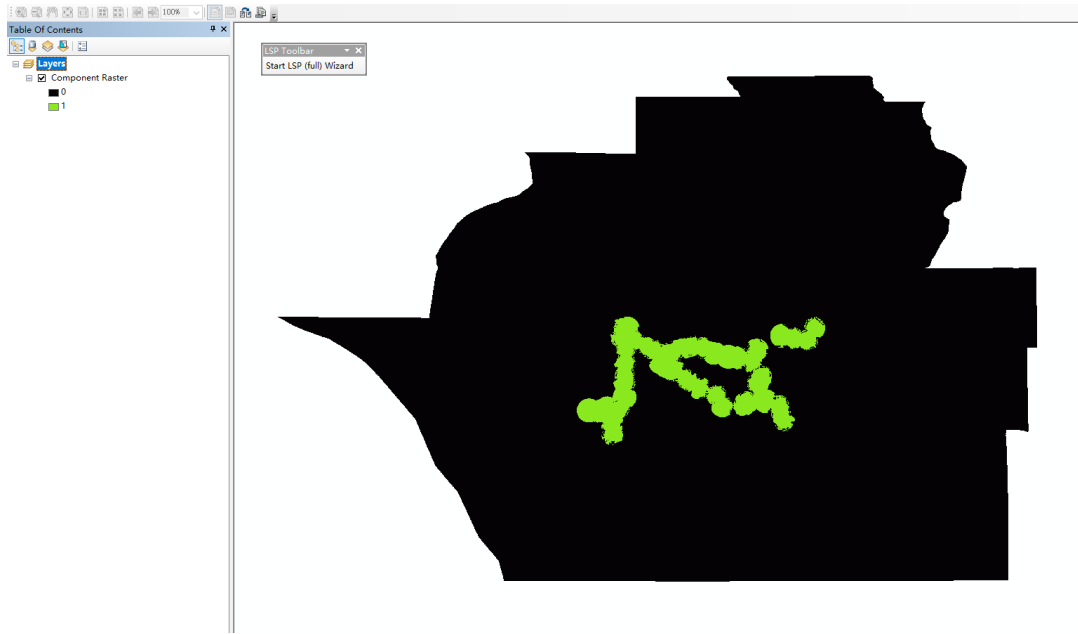 100%
Table Of Contents
Layers
Component Raster
0
1
LSP Toolbar
Start LSP (full) Wizard